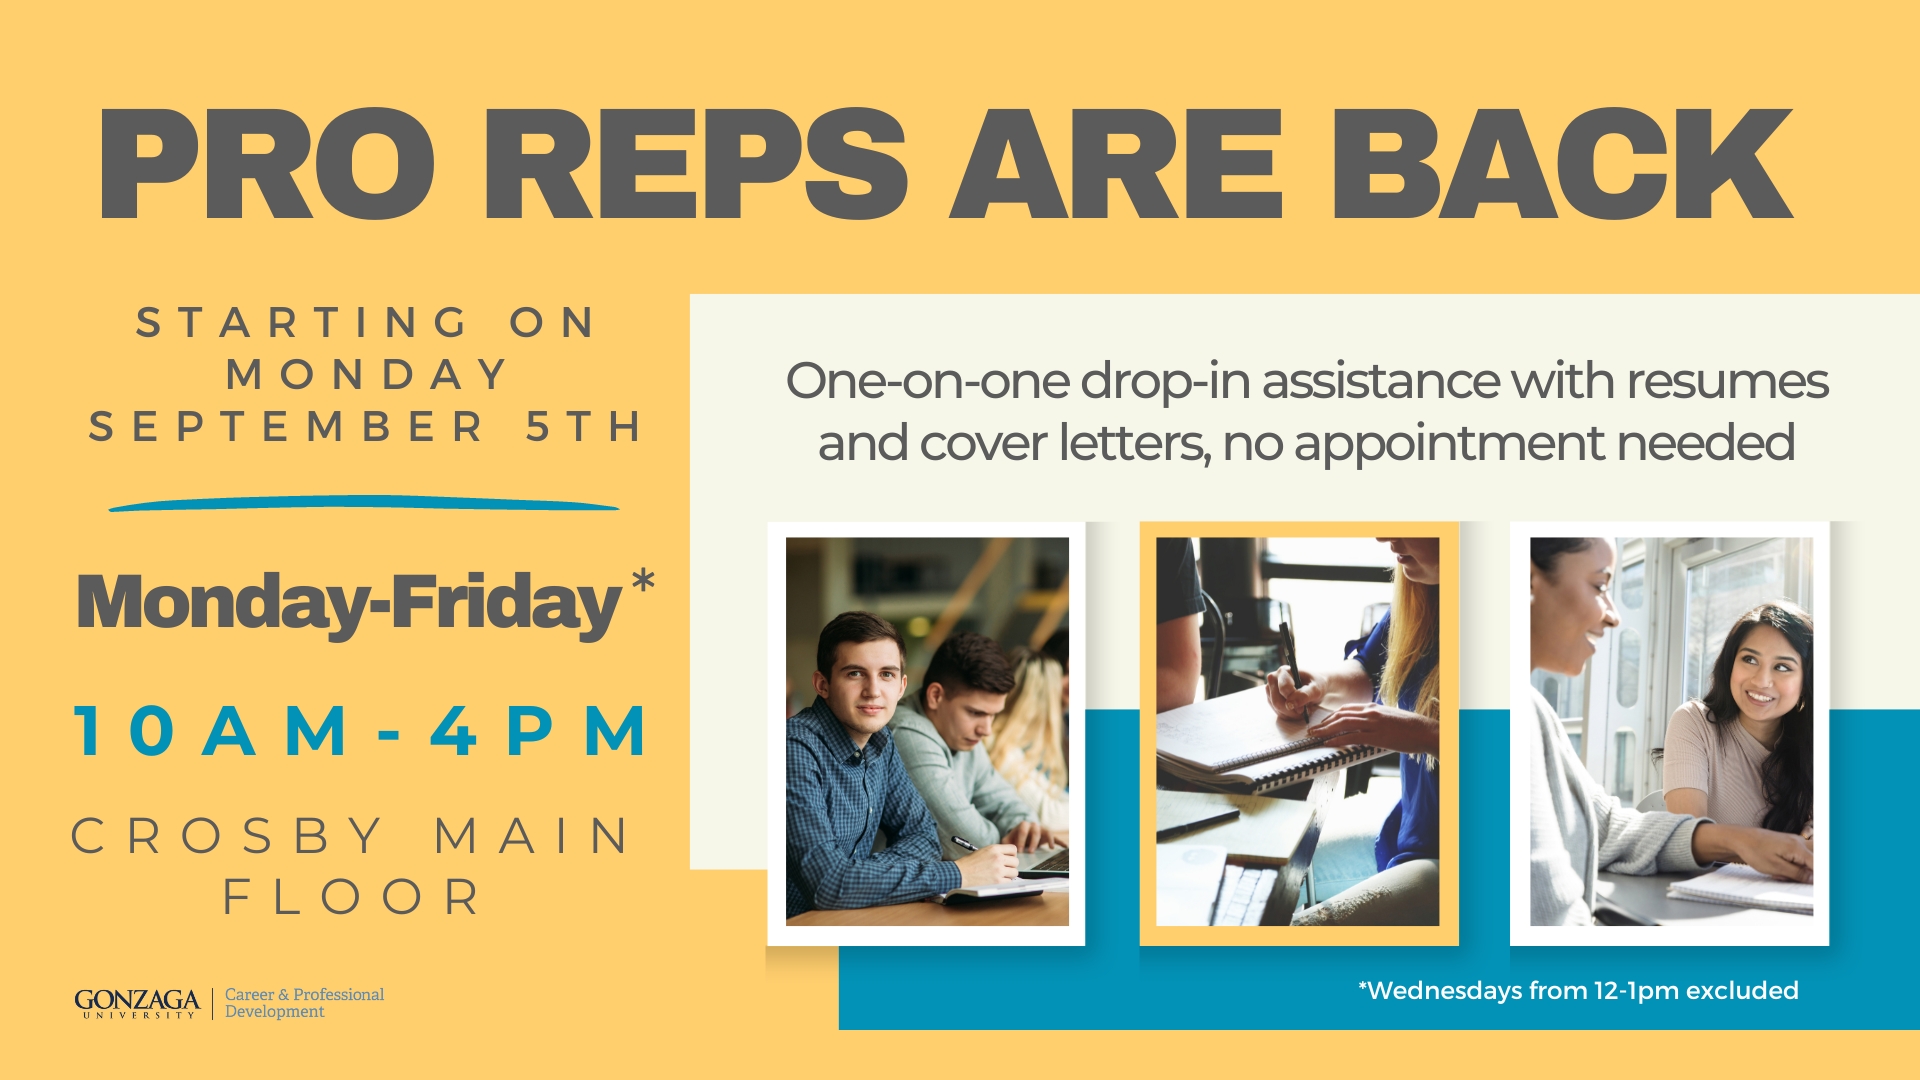 PRO REPS ARE BACK
STARTING ON
MONDAY
SEPTEMBER 5TH
Monday-Friday*
10AM-4PM
CROSBY MAIN
FLOOR
One-on-one drop-in assistance with resumes
and cover letters, no appointment needed
*Wednesdays from 12-1pm excluded
GONZAGA
UNIVERSITY
Career & Professional
Development